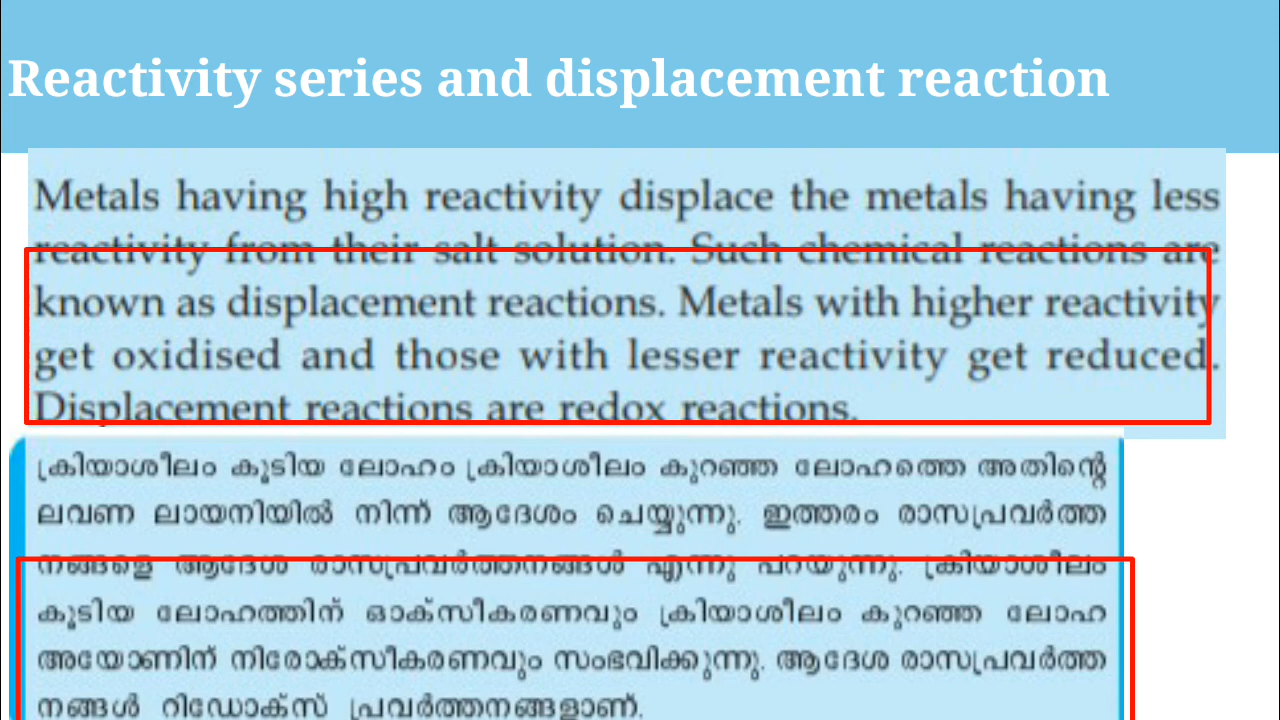 Reactivity series and displacement reaction
Metals having high reactivity displace the metals having less
reactivity from their salt solution. Such chemical reactions are
known as displacement reactions. Metals with higher reactivity
get oxidised and those with lesser reactivity get reduced.
Displacement reactions are redox reactions.
ക്രിയാശീലം കൂടിയ ലോഹം ക്രിയാശീലം കുറഞ്ഞ ലോഹത്തെ അതിന്റെ
ലവണ ലായനിയിൽ നിന്ന് ആദേശം ചെയ്യുന്നു. ഇത്തരം രാസപ്രവർത്ത
നങ്ങളെ ആദേശ രാസപ്രവർത്തനങ്ങൾ എന്നു പറയുന്നു. ക്രിയാശീലം
കൂടിയ ലോഹത്തിന് ഓക്സീകരണവും ക്രിയാശീലം കുറഞ്ഞ ലോഹ
അയോണിന് നിരോക്സീകരണവും സംഭവിക്കുന്നു. ആദേശ രാസപ്രവർത്ത
നങ്ങൾ റിഡോക്സ് പ്രവർത്തനങ്ങളാണ്.